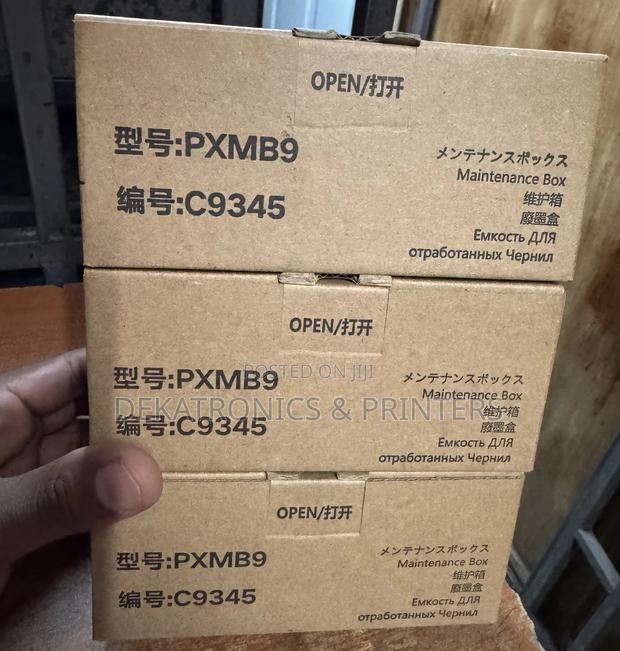 OPEN/打开
型号:PXMB9
编号:C9345
メンテナンスボックス
Maintenance Box
维护箱
廢墨盒
Емкость ДЛЯ
отработанных Чернил
OPEN/打开
型号:PXMB9
编号:C9345
メンテナンスボックス
Maintenance Box
维护箱
廢墨盒
Емкость ДЛЯ
отработанных Чернил
POSTED ON JIJI
DEKATRONICS & PRINTERS
OPEN/打开
型号:PXMB9
编号:C9345
メンテナンスボックス
Maintenance Box
维护箱
廢墨盒
Емкость ДЛЯ
отработанных Чернил